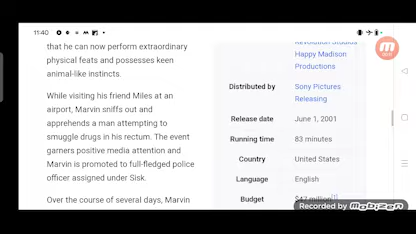 11:40
that he can now perform extraordinary
physical feats and possesses keen
animal-like instincts.
While visiting his friend Miles at an
airport, Marvin sniffs out and
apprehends a man attempting to
smuggle drugs in his rectum. The event
garners positive media attention and
Marvin is promoted to full-fledged police
officer assigned under Sisk.
Over the course of several days, Marvin
Revolution Studios
Happy Madison
Productions
Distributed by Sony Pictures
Releasing
Release date June 1, 2001
Running time 83 minutes
Country United States
Language English
Budget $47 million[1]
Recorded by MOBIZEN